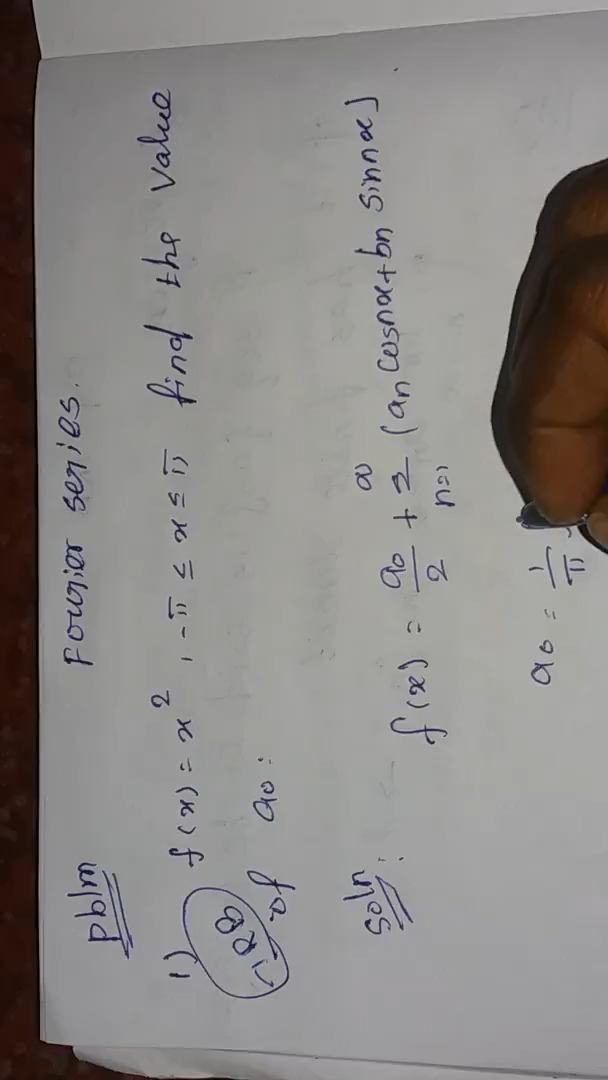 Fourier series.
pblm
1) f(x) = x², -π ≤ x ≤ π find the value
of a0:
soln:
f(x) = a0/2 + Σ n=1 ∞ (an cosnx + bn sinnx)
a0 = 1/π